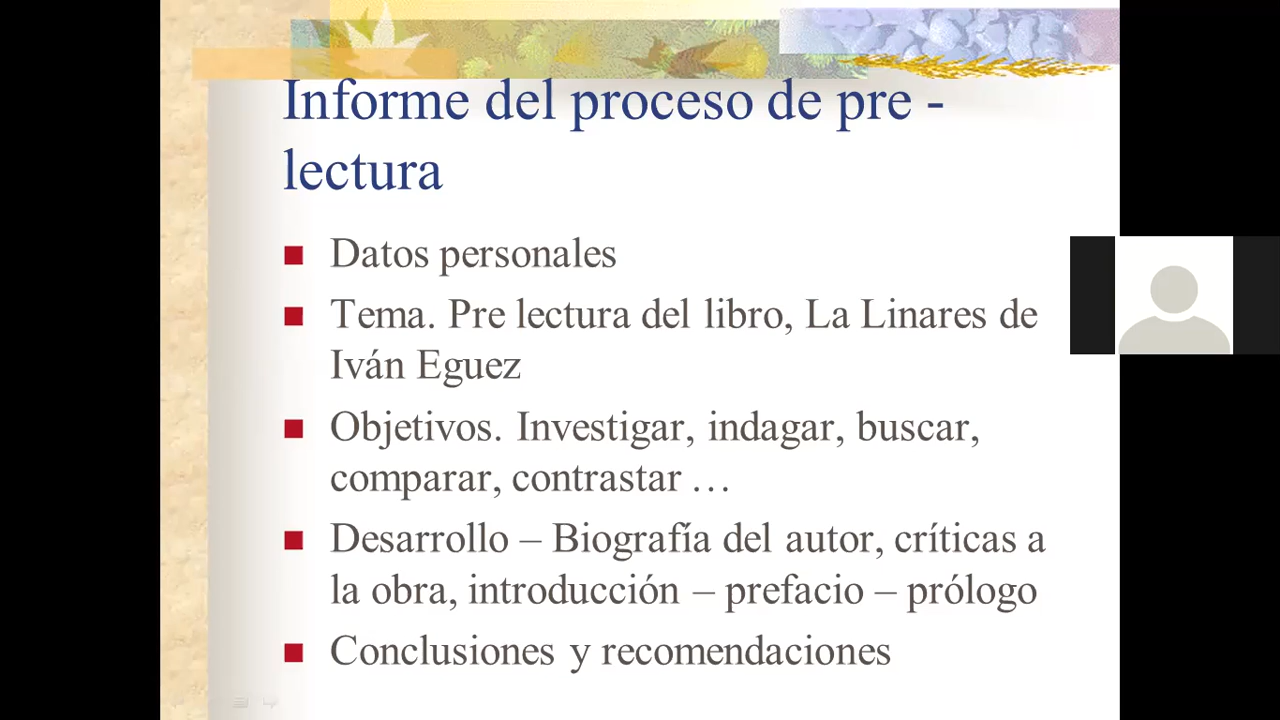 Informe del proceso de pre -
lectura
Datos personales
Tema. Pre lectura del libro, La Linares de
Iván Eguez
Objetivos. Investigar, indagar, buscar,
comparar, contrastar …
Desarrollo – Biografía del autor, críticas a
la obra, introducción – prefacio – prólogo
Conclusiones y recomendaciones